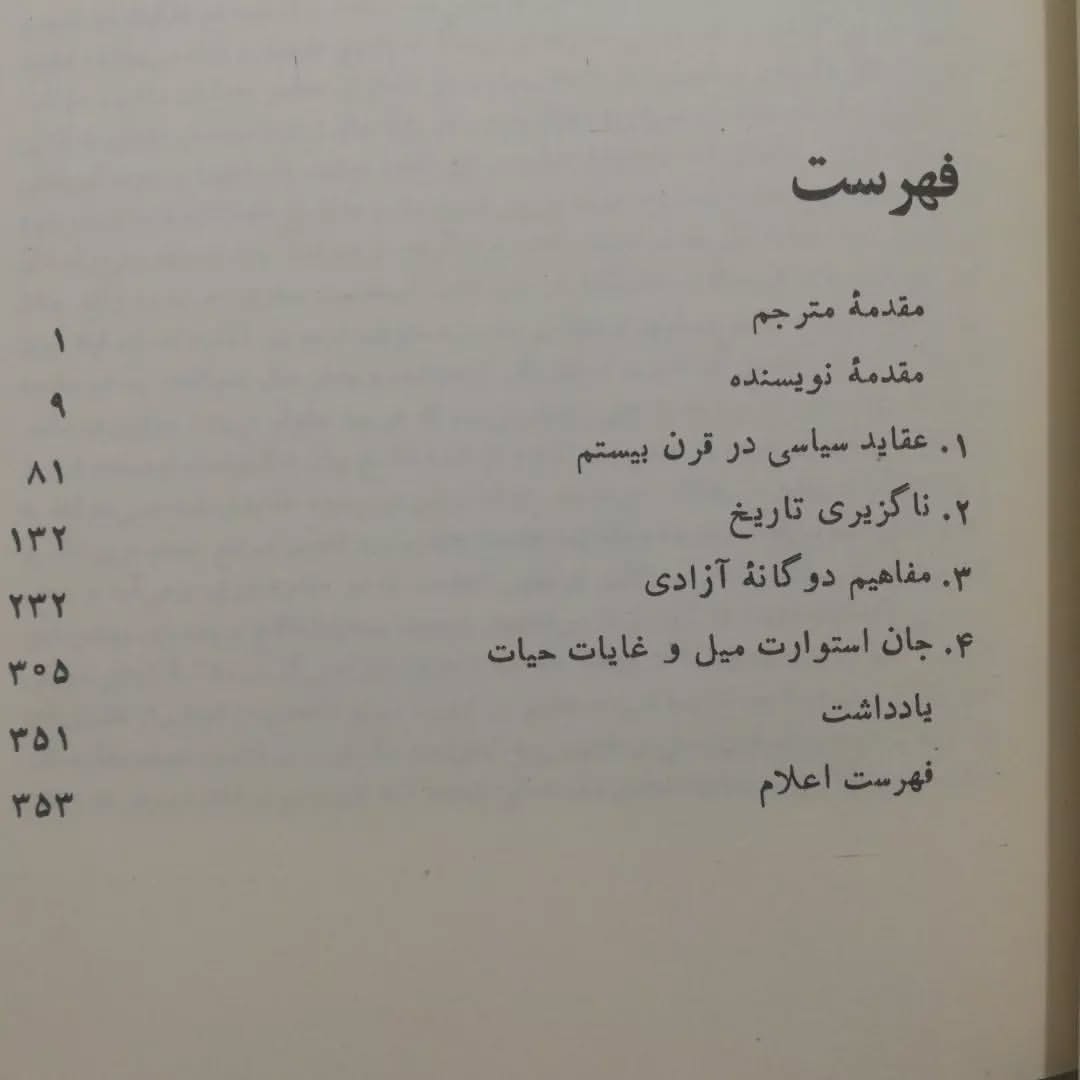 فهرست
مقدمهٔ مترجم ۱
مقدمهٔ نویسنده ۹
۱. عقاید سیاسی در قرن بیستم ۸۱
۲. ناگزیری تاریخ ۱۳۲
۳. مفاهیم دوگانهٔ آزادی ۲۳۲
۴. جان استوارت میل و غایات حیات ۳۰۵
یادداشت ۳۵۱
فهرست اعلام ۳۵۳